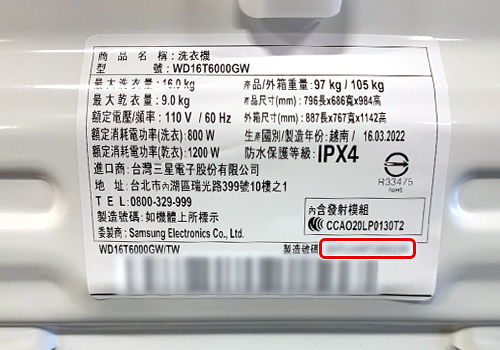 商品名稱：洗衣機
型號：WD16T6000GW
最大洗衣量：16.0kg 產品/外箱重量：97 kg / 105 kg
最大乾衣量：9.0kg 產品尺寸(mm)：796長x686寬x984高
額定電壓/頻率：110 V / 60 Hz 外箱尺寸(mm)：887長x767寬x1142高
額定消耗電功率(洗衣)：800 W 生產國別/製造年份：越南/ 16.03.2022
額定消耗電功率(乾衣)：1200 W 防水保護等級：IPX4
進口商：台灣三星電子股份有限公司 R33475
RoHS
地址：台北市內湖區瑞光路399號10樓之1
TEL：0800-329-999
製造號碼：如機體上所標示 內含發射模組
委製商：Samsung Electronics Co., Ltd. CCAO20LP0130T2
WD16T6000GW/TW 製造號碼